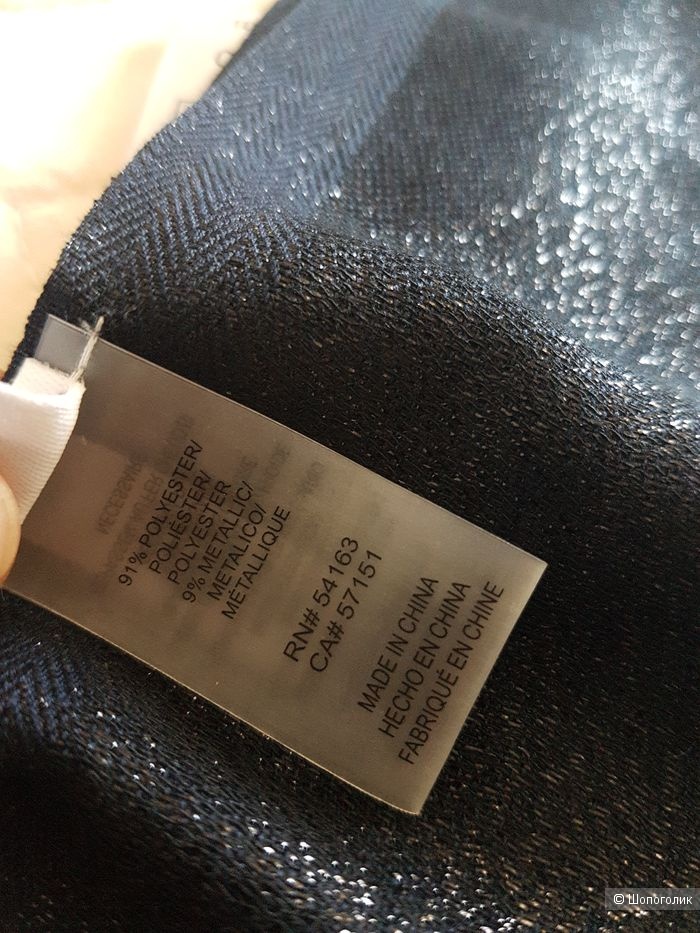 91% POLYESTER/
POLIÉSTER/
POLYESTER
9% METALLIC/
METALICO/
MÉTALLIQUE
RN# 54163
CA# 57151
MADE IN CHINA
HECHO EN CHINA
FABRIQUÉ EN CHINE
© Шопоголик